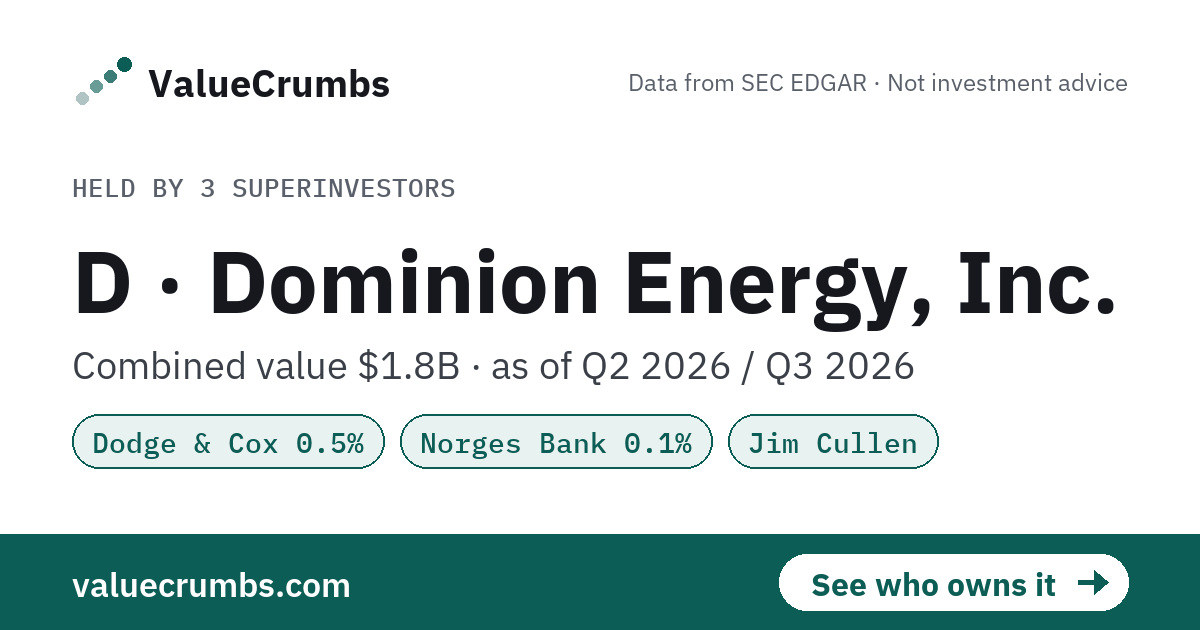 ValueCrumbs
Data from SEC EDGAR · Not investment advice
HELD BY 3 SUPERINVESTORS
D · Dominion Energy, Inc.
Combined value $1.8B · as of Q2 2026 / Q3 2026
Dodge & Cox 0.5% Norges Bank 0.1% Jim Cullen
valuecrumbs.com
See who owns it →